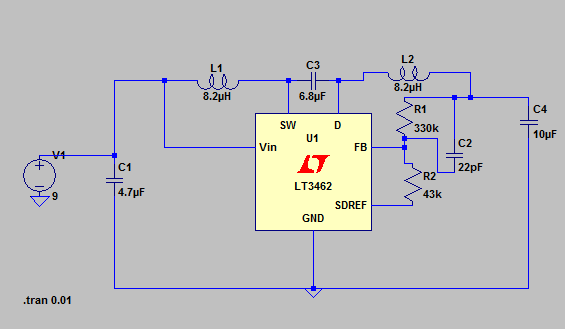 L1
8.2µH
C3
6.8µF
L2
8.2µH
SW
D
U1
Vin
FB
LT3462
SDREF
GND
R1
330k
C2
22pF
R2
43k
C4
10µF
V1
9
C1
4.7µF
.tran 0.01